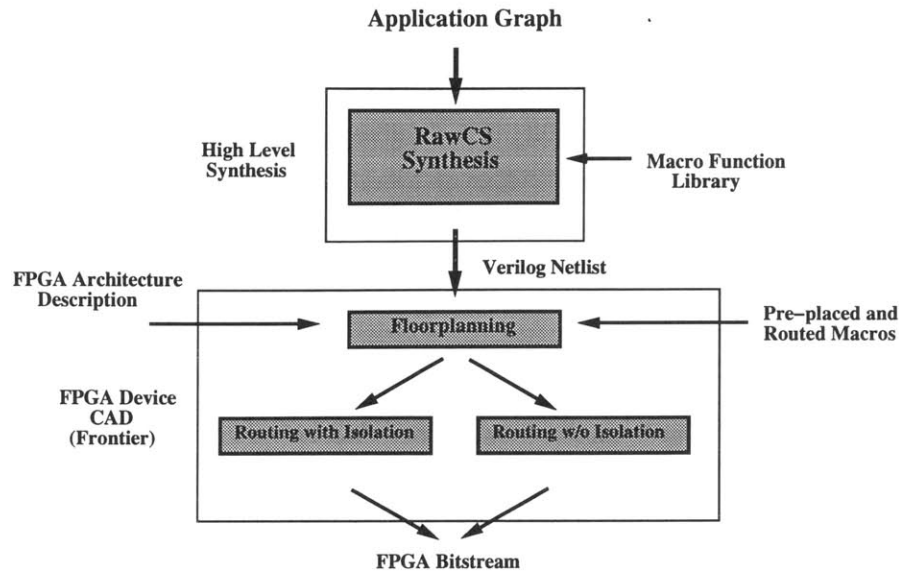 Application Graph
RawCS
Synthesis
High Level
Synthesis
Macro Function
Library
Verilog Netlist
FPGA Architecture
Description
Floorplanning
Pre-placed and
Routed Macros
FPGA Device
CAD
(Frontier)
Routing with Isolation
Routing w/o Isolation
FPGA Bitstream